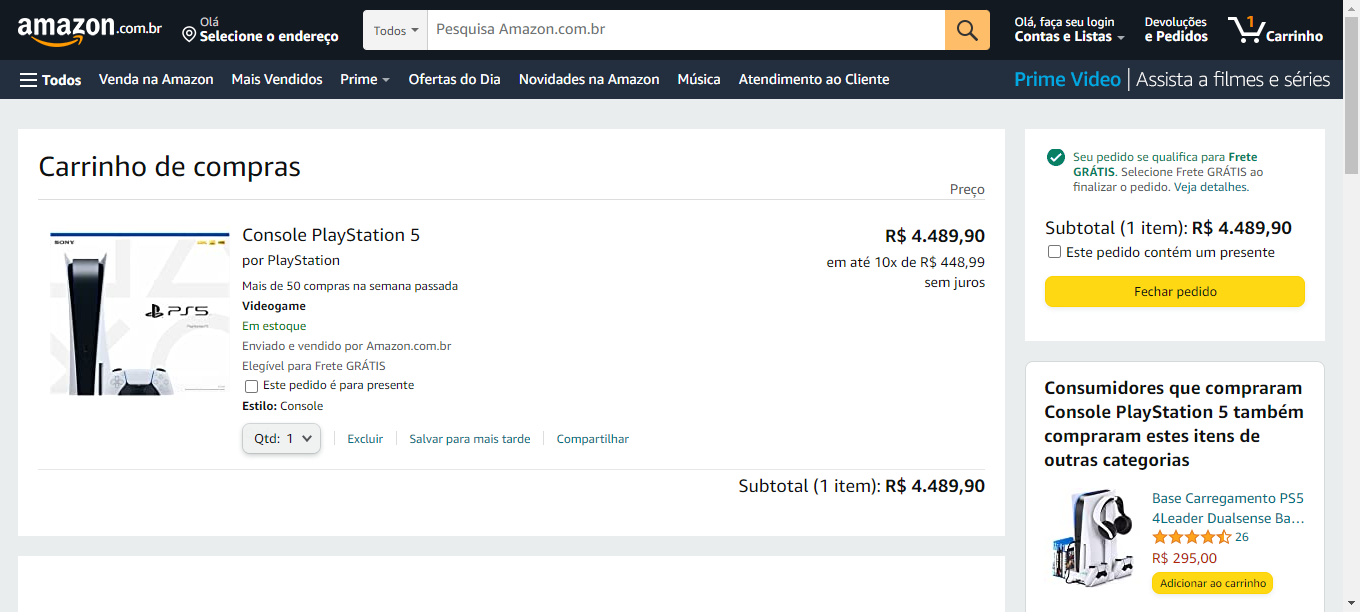 amazon.com.br
Olá
Selecione o endereço
Todos
Pesquisa Amazon.com.br
Olá, faça seu login
Contas e Listas
Devoluções
e Pedidos
1
Carrinho
Todos
Venda na Amazon
Mais Vendidos
Prime
Ofertas do Dia
Novidades na Amazon
Música
Atendimento ao Cliente
Prime Video | Assista a filmes e séries
Carrinho de compras
Preço
SONY
PS5
Console PlayStation 5
R$ 4.489,90
por PlayStation
em até 10x de R$ 448,99
sem juros
Mais de 50 compras na semana passada
Videogame
Em estoque
Enviado e vendido por Amazon.com.br
Elegível para Frete GRÁTIS
Este pedido é para presente
Estilo: Console
Qtd: 1
Excluir
Salvar para mais tarde
Compartilhar
Subtotal (1 item): R$ 4.489,90
Seu pedido se qualifica para Frete
GRÁTIS. Selecione Frete GRÁTIS ao
finalizar o pedido. Veja detalhes.
Subtotal (1 item): R$ 4.489,90
Este pedido contém um presente
Fechar pedido
Consumidores que compraram
Console PlayStation 5 também
compraram estes itens de
outras categorias
Base Carregamento PS5
4Leader Dualsense Ba…
26
R$ 295,00
Adicionar ao carrinho